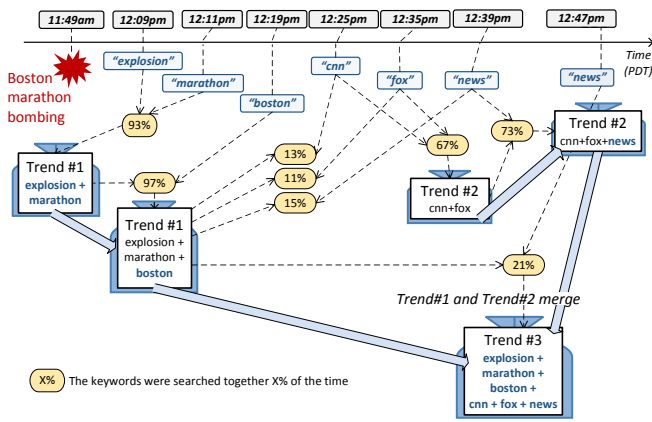 11:49am 12:09pm 12:11pm 12:19pm 12:25pm 12:35pm 12:39pm 12:47pm
Time
(PDT)
Boston
marathon
bombing
"explosion"
"marathon"
"boston"
"cnn"
"fox"
"news"
"news"
93%
97%
13%
11%
15%
67%
73%
21%
Trend #1
explosion +
marathon
Trend #1
explosion +
marathon +
boston
Trend #2
cnn+fox
Trend #2
cnn+fox+news
Trend#1 and Trend#2 merge
Trend #3
explosion +
marathon +
boston +
cnn + fox + news
X% The keywords were searched together X% of the time